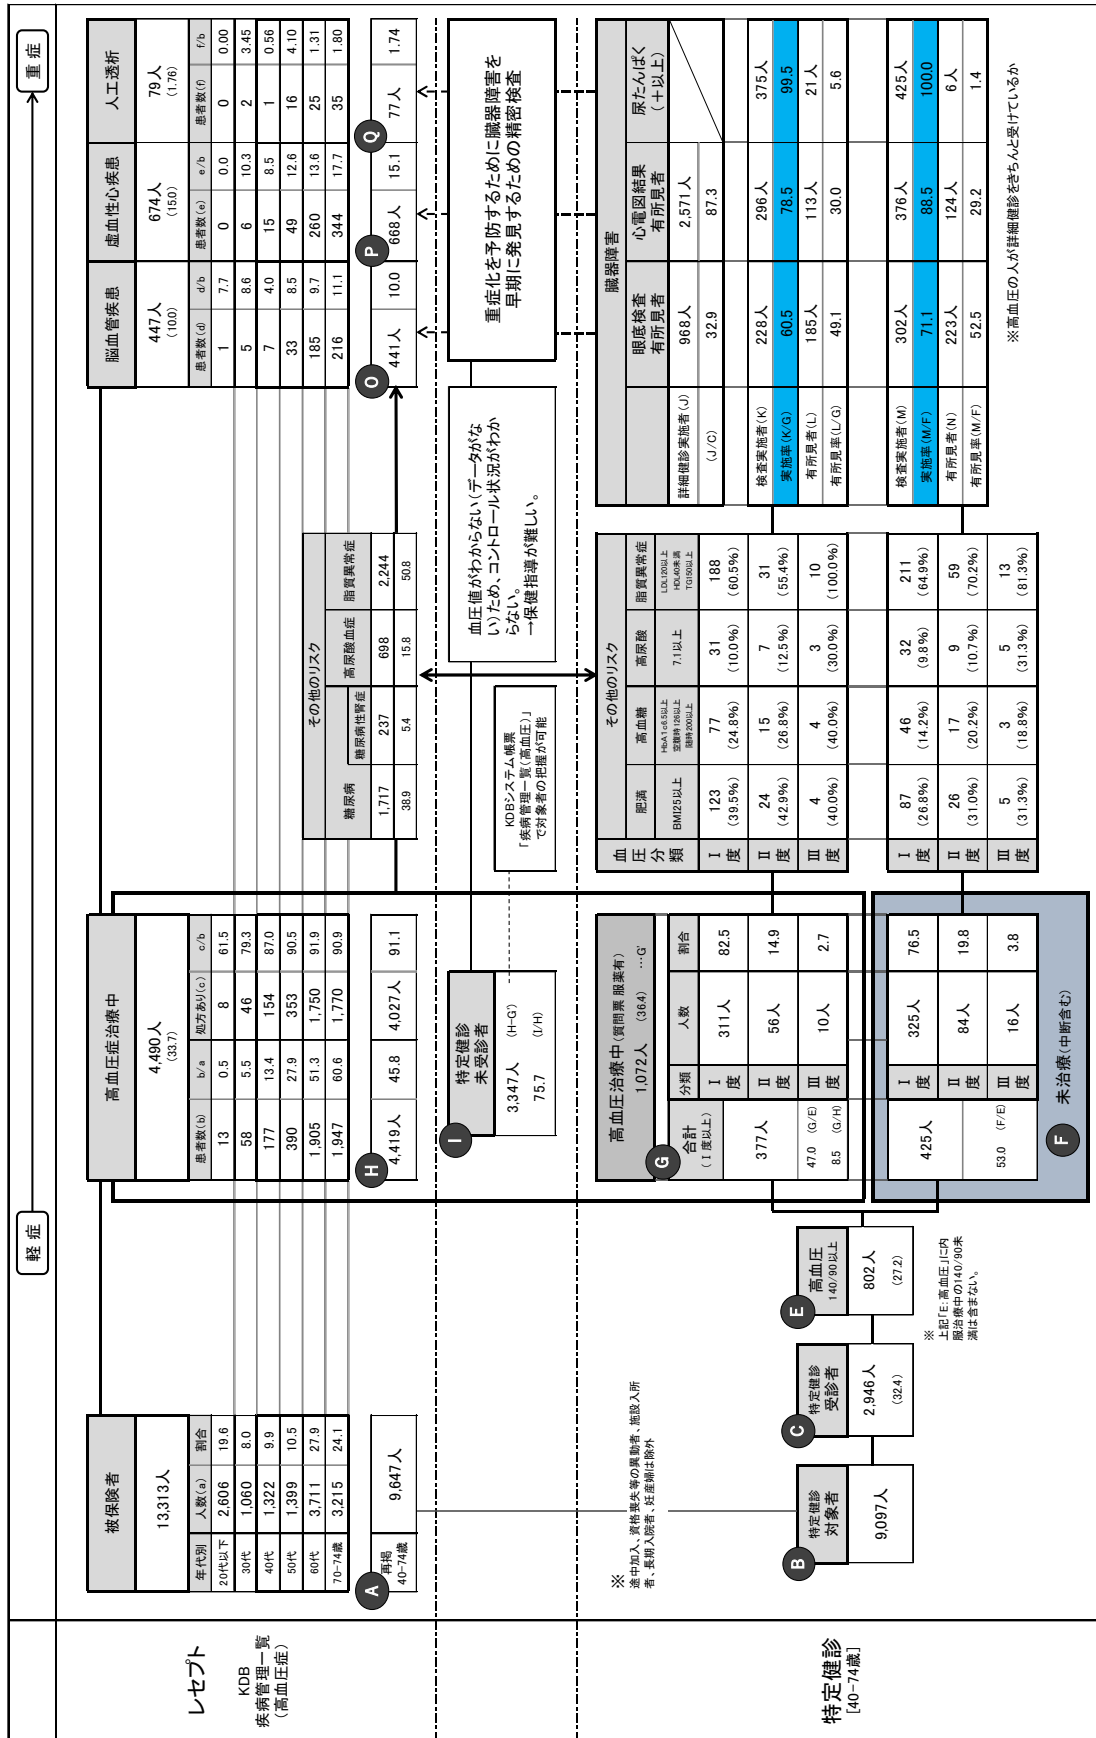 軽症
重症
レセプト
KDB
疾病管理一覧
(高血圧症)
被保険者
13,313人
年代別 人数(a) 割合
20代以下 2,606 19.6
30代 1,060 8.0
40代 1,322 9.9
50代 1,399 10.5
60代 3,711 27.9
70-74歳 3,215 24.1
A
再掲
40-74歳
9,647人
高血圧症治療中
4,490人
(33.7)
患者数(b) b/a 処方あり(c) c/b
13 0.5 8 61.5
58 5.5 46 79.3
177 13.4 154 87.0
390 27.9 353 90.5
1,905 51.3 1,750 91.9
1,947 60.6 1,770 90.9
H
4,419人 45.8 4,027人 91.1
その他のリスク
糖尿病 糖尿病性腎症 高尿酸血症 脂質異常症
1,717 237 698 2,244
38.9 5.4 15.8 50.8
脳血管疾患 虚血性心疾患 人工透析
447人 674人 79人
(10.0) (15.0) (1.76)
患者数(d) d/b 患者数(e) e/b 患者数(f) f/b
1 7.7 0 0.0 0 0.00
5 8.6 6 10.3 2 3.45
7 4.0 15 8.5 1 0.56
33 8.5 49 12.6 16 4.10
185 9.7 260 13.6 25 1.31
216 11.1 344 17.7 35 1.80
O
P
Q
441人 10.0 668人 15.1 77人 1.74
I
特定健診
未受診者
3,347人 (H-G')
75.7 (I/H)
KDBシステム帳票
「疾病管理一覧(高血圧)」
で対象者の把握が可能
血圧値がわからない(データがな
い)ため、コントロール状況がわか
らない。
→保健指導が難しい。
重症化を予防するために臓器障害を
早期に発見するための精密検査
特定健診
[40-74歳]
※
途中加入、資格喪失等の異動者、施設入所
者、長期入院者、妊産婦は除外
B
特定健診
対象者
9,097人
C
特定健診
受診者
2,946人
(32.4)
E
高血圧
140/90以上
802人
(27.2)
※
上記「E:高血圧」に内
服治療中の140/90未
満は含まない。
高血圧治療中(質問票 服薬有)
1,072人 (36.4) …G'
G
合計
(Ⅰ度以上)
分類 人数 割合
377人
47.0 (G/E)
8.5 (G/H)
Ⅰ度 311人 82.5
Ⅱ度 56人 14.9
Ⅲ度 10人 2.7
425人
53.0 (F/E)
Ⅰ度 325人 76.5
Ⅱ度 84人 19.8
Ⅲ度 16人 3.8
F
未治療(中断含む)
血圧分類
その他のリスク
肥満 高血糖 高尿酸 脂質異常症
BMI25以上
HbA1c6.5以上
空腹時126以上
随時200以上
7.1以上
LDL120以上
HDL40未満
TG150以上
Ⅰ度 123 77 31 188
(39.5%) (24.8%) (10.0%) (60.5%)
Ⅱ度 24 15 7 31
(42.9%) (26.8%) (12.5%) (55.4%)
Ⅲ度 4 4 3 10
(40.0%) (40.0%) (30.0%) (100.0%)
Ⅰ度 87 46 32 211
(26.8%) (14.2%) (9.8%) (64.9%)
Ⅱ度 26 17 9 59
(31.0%) (20.2%) (10.7%) (70.2%)
Ⅲ度 5 3 5 13
(31.3%) (18.8%) (31.3%) (81.3%)
臓器障害
眼底検査
有所見者
心電図結果
有所見者
尿たんぱく
(+以上)
詳細健診実施者(J) 968人 2,571人
(J/C) 32.9 87.3
検査実施者(K) 228人 296人 375人
実施率(K/G) 60.5 78.5 99.5
有所見者(L) 185人 113人 21人
有所見率(L/G) 49.1 30.0 5.6
検査実施者(M) 302人 376人 425人
実施率(M/F) 71.1 88.5 100.0
有所見者(N) 223人 124人 6人
有所見率(M/F) 52.5 29.2 1.4
※高血圧の人が詳細健診をきちんと受けているか